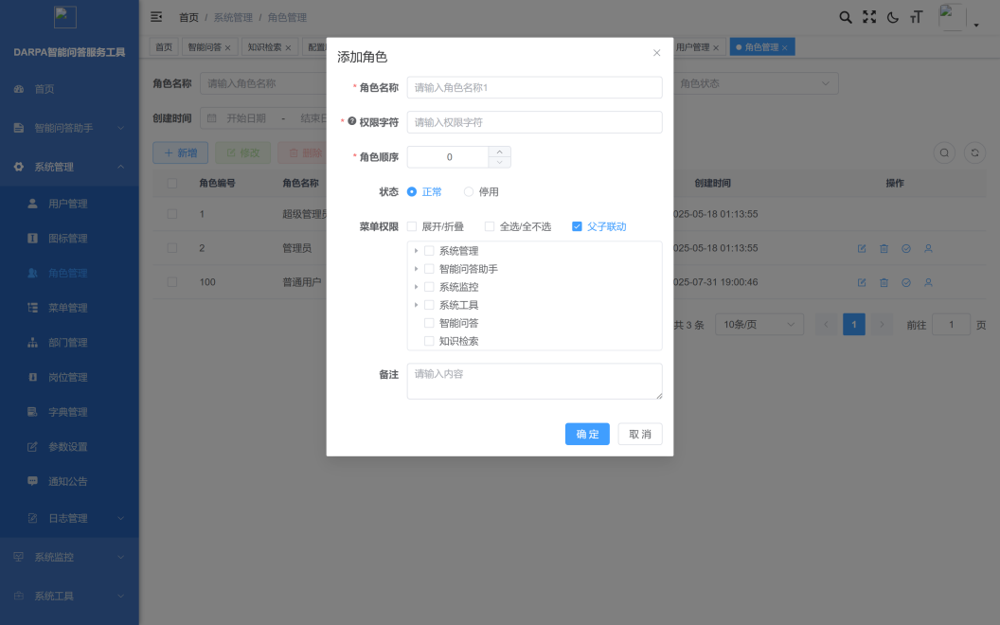 首页 / 系统管理 / 角色管理
DARPA智能问答服务工具
首页
智能问答助手
系统管理
用户管理
图标管理
角色管理
菜单管理
部门管理
岗位管理
字典管理
参数设置
通知公告
日志管理
系统监控
系统工具
首页 智能问答 × 知识检索 × 配置 用户管理 × 角色管理 ×
角色名称 请输入角色名称 角色状态
创建时间 开始日期 - 结束日
+ 新增 修改 删除
角色编号 角色名称 创建时间 操作
1 超级管理员 025-05-18 01:13:55
2 管理员 025-05-18 01:13:55
100 普通用户 025-07-31 19:00:46
共 3 条 10条/页 1 前往 1 页
添加角色
* 角色名称 请输入角色名称1
* 权限字符 请输入权限字符
* 角色顺序 0
状态 正常 停用
菜单权限 展开/折叠 全选/全不选 父子联动
系统管理
智能问答助手
系统监控
系统工具
智能问答
知识检索
备注 请输入内容
确 定 取 消